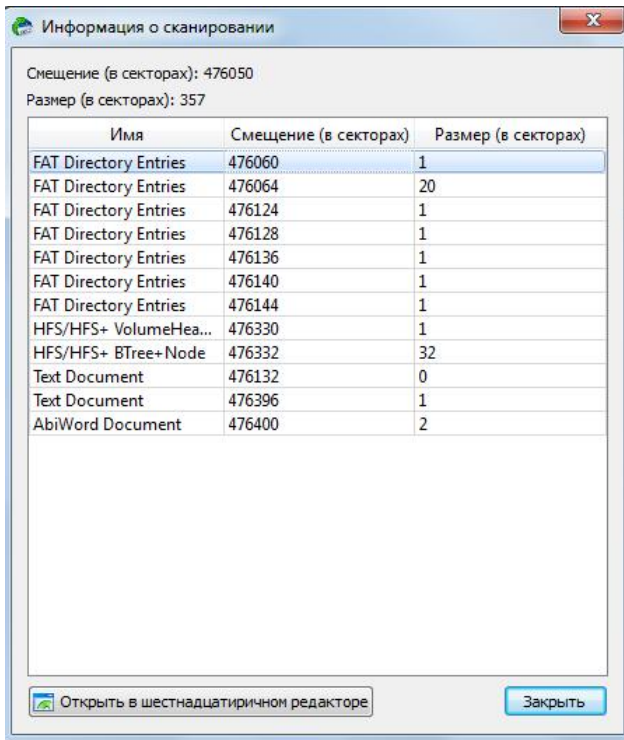 Информация о сканировании
Смещение (в секторах): 476050
Размер (в секторах): 357
Имя Смещение (в секторах) Размер (в секторах)
FAT Directory Entries 476060 1
FAT Directory Entries 476064 20
FAT Directory Entries 476124 1
FAT Directory Entries 476128 1
FAT Directory Entries 476136 1
FAT Directory Entries 476140 1
FAT Directory Entries 476144 1
HFS/HFS+ VolumeHea... 476330 1
HFS/HFS+ BTree+Node 476332 32
Text Document 476132 0
Text Document 476396 1
AbiWord Document 476400 2
Открыть в шестнадцатиричном редакторе Закрыть